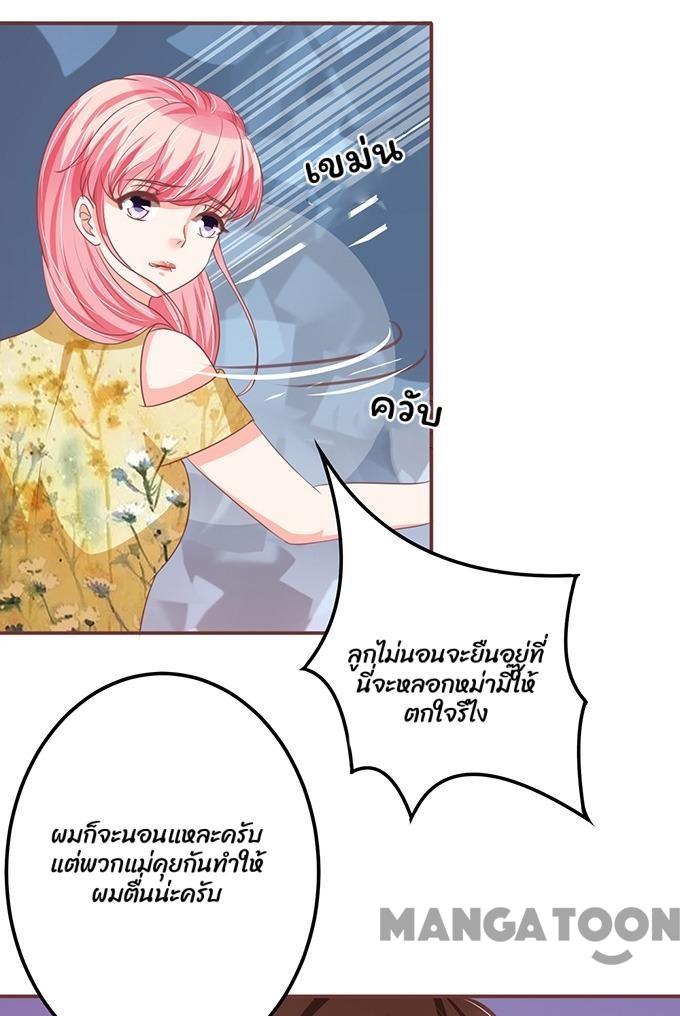 เขม่น
ควับ
ลูกไม่นอนจะยืนอยู่ที่
นี่จะหลอกหม่ามี๊ให้
ตกใจรึไง
ผมก็จะนอนแหละครับ
แต่พวกแม่คุยกันทำให้
ผมตื่นน่ะครับ
MANGATOON